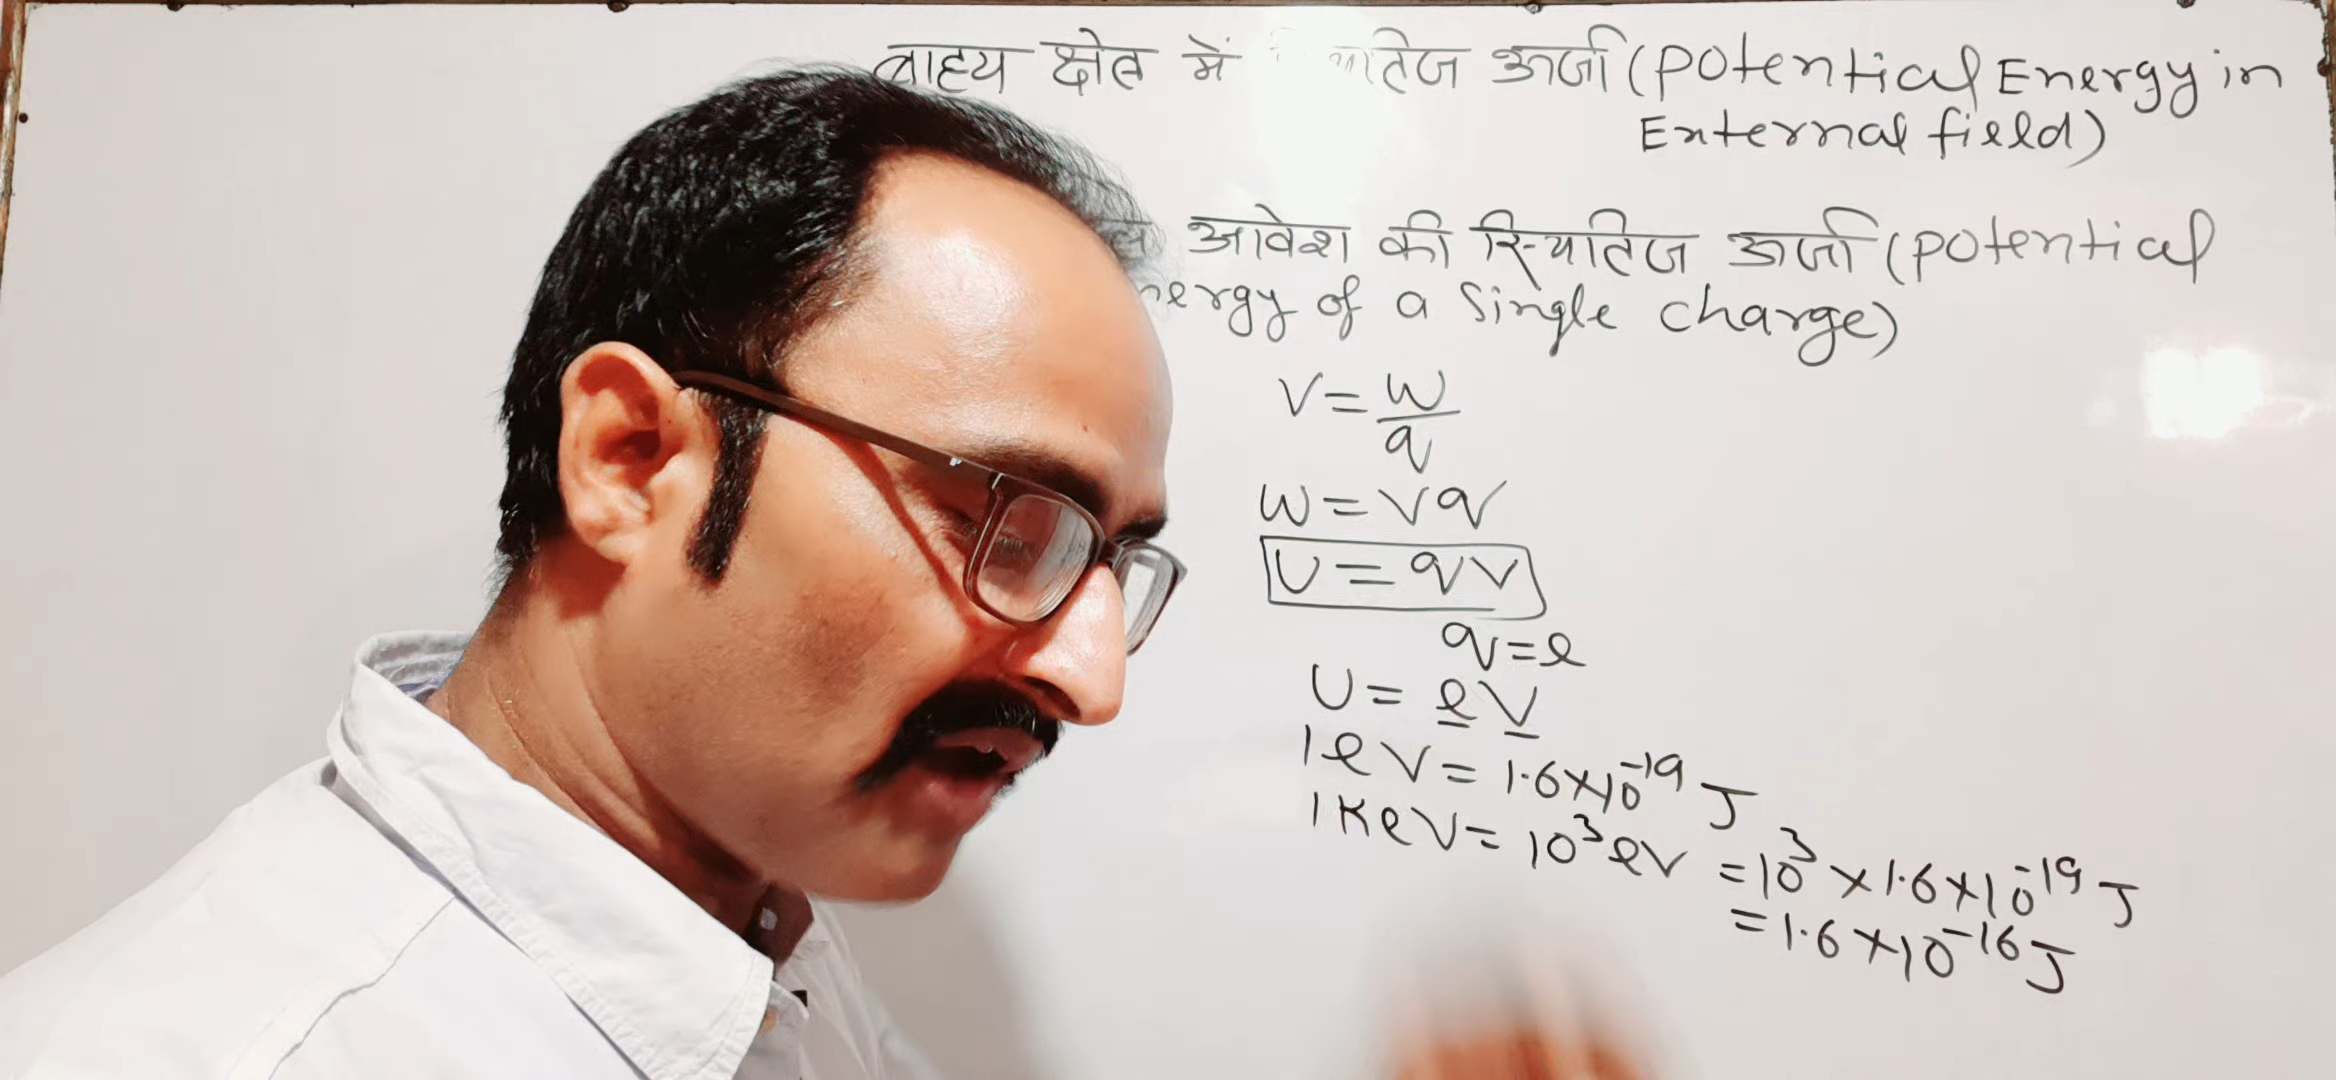 बाह्य क्षेत्र में ऊर्जा (Potential Energy in
External field)
आवेश की स्थितिज ऊर्जा (Potential
of a Single charge)
V = W/q
W = Vq
U = qV
q = e
U = eV
1eV = 1.6×10⁻¹⁹ J
1KeV = 10³eV = 10³ × 1.6×10⁻¹⁹ J
= 1.6×10⁻¹⁶ J